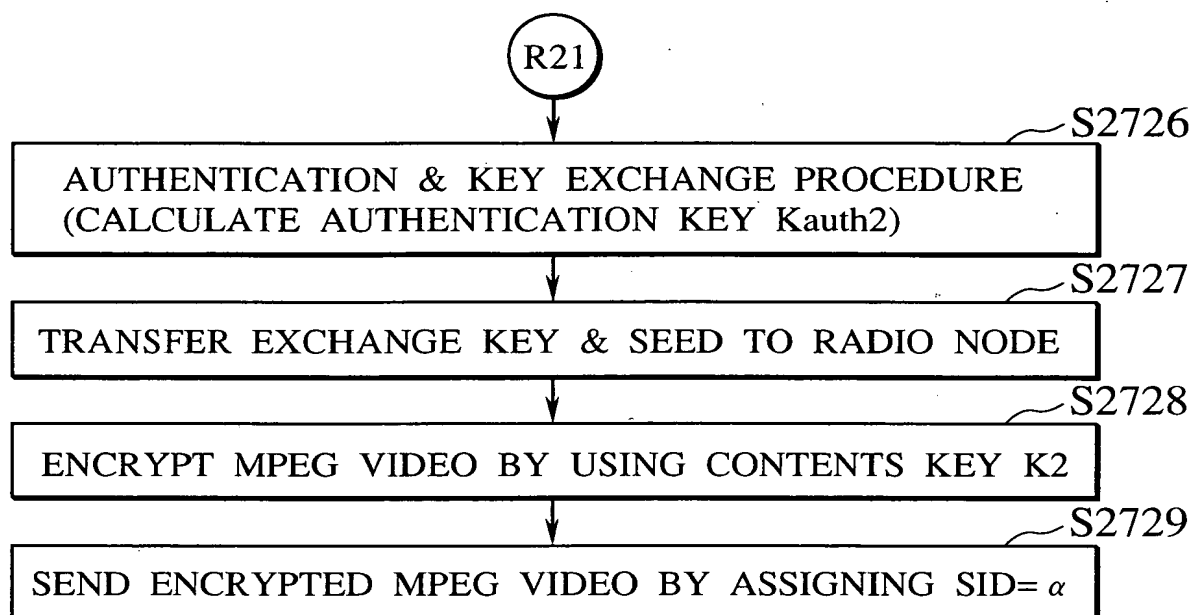 R21
S2726
AUTHENTICATION & KEY EXCHANGE PROCEDURE
(CALCULATE AUTHENTICATION KEY Kauth2)
S2727
TRANSFER EXCHANGE KEY & SEED TO RADIO NODE
S2728
ENCRYPT MPEG VIDEO BY USING CONTENTS KEY K2
S2729
SEND ENCRYPTED MPEG VIDEO BY ASSIGNING SID= α